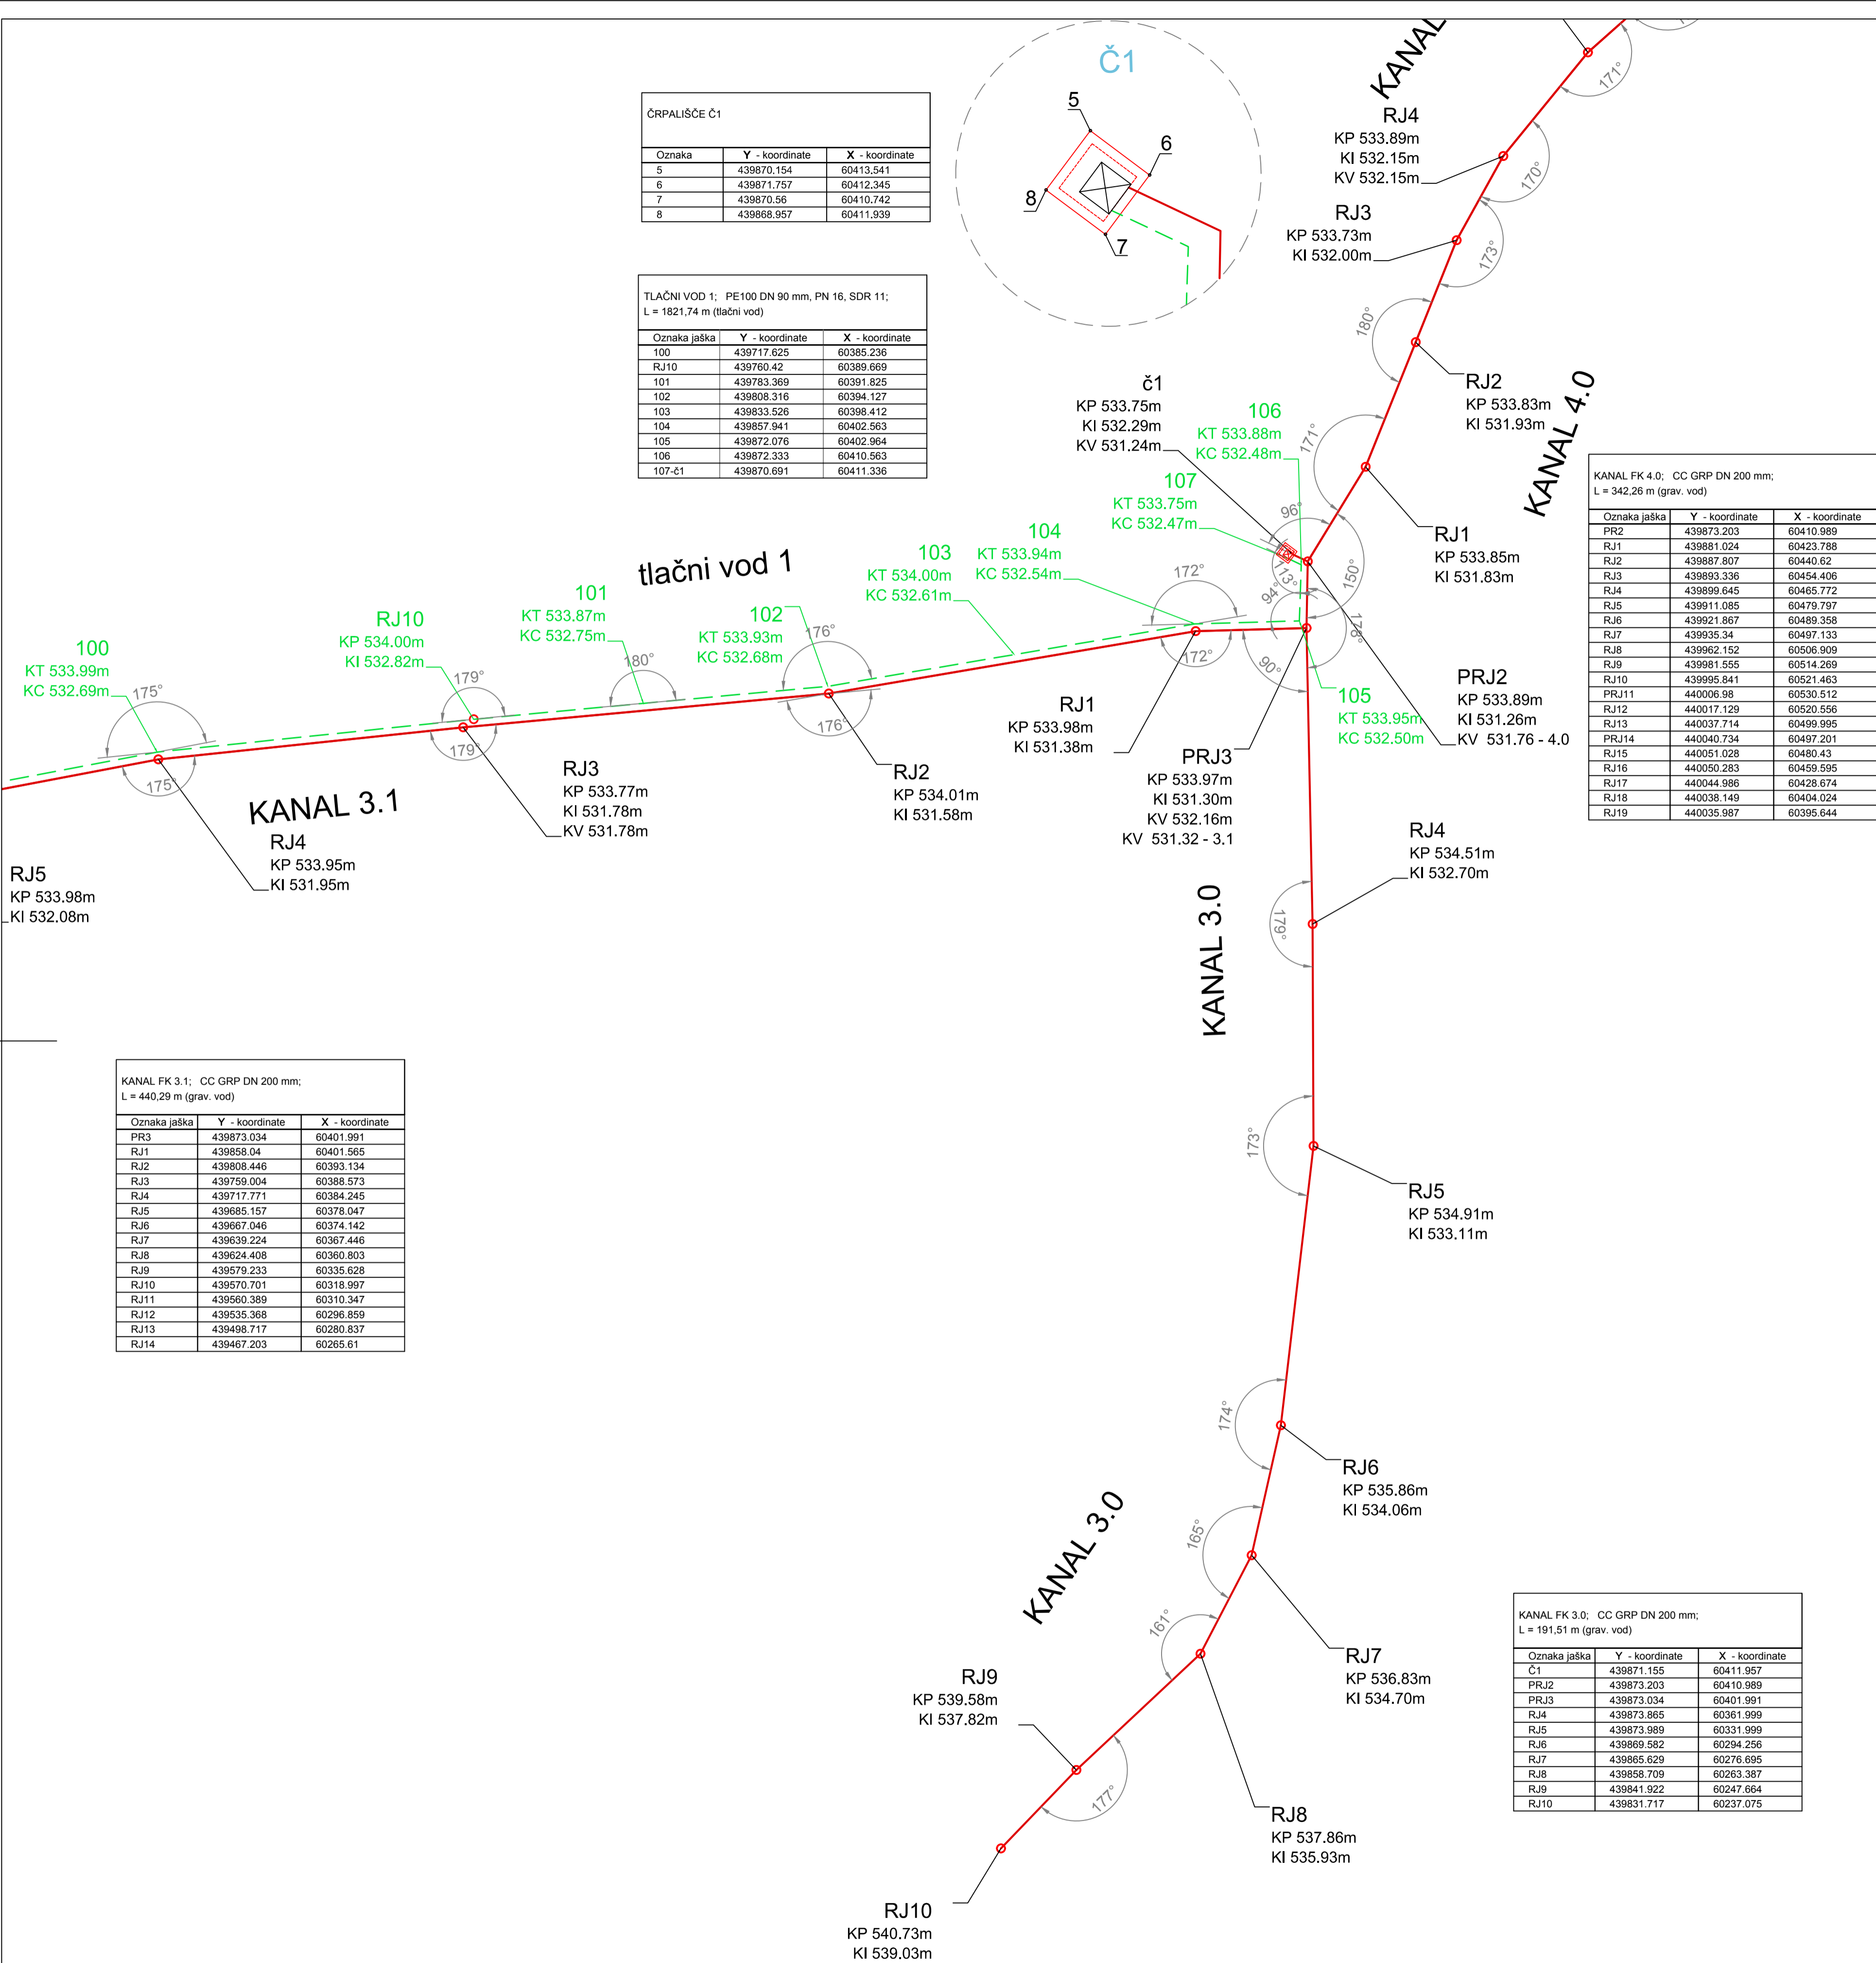 KANAL
Č1
5
6
7
8
ČRPALIŠČE Č1
Oznaka Y - koordinate X - koordinate
5 439870.154 60413.541
6 439871.757 60412.345
7 439870.56 60410.742
8 439868.957 60411.939
TLAČNI VOD 1; PE100 DN 90 mm, PN 16, SDR 11;
L = 1821,74 m (tlačni vod)
Oznaka jaška Y - koordinate X - koordinate
100 439717.625 60385.236
RJ10 439760.42 60389.669
101 439783.369 60391.825
102 439808.316 60394.127
103 439833.526 60398.412
104 439857.941 60402.563
105 439872.076 60402.964
106 439872.333 60410.563
107-č1 439870.691 60411.336
171°
RJ4
KP 533.89m
KI 532.15m
KV 532.15m
170°
RJ3
KP 533.73m
KI 532.00m
173°
180°
RJ2
KP 533.83m
KI 531.93m
KANAL 4.0
171°
RJ1
KP 533.85m
KI 531.83m
č1
KP 533.75m
KI 532.29m
KV 531.24m
106
KT 533.88m
KC 532.48m
107
KT 533.75m
KC 532.47m
96°
113°
150°
94°
178°
90°
104
KT 533.94m
KC 532.54m
103
KT 534.00m
KC 532.61m
172°
172°
tlačni vod 1
102
KT 533.93m
KC 532.68m
176°
176°
101
KT 533.87m
KC 532.75m
180°
RJ10
KP 534.00m
KI 532.82m
179°
179°
100
KT 533.99m
KC 532.69m
175°
175°
KANAL FK 4.0; CC GRP DN 200 mm;
L = 342,26 m (grav. vod)
Oznaka jaška Y - koordinate X - koordinate
PR2 439873.203 60410.989
RJ1 439881.024 60423.788
RJ2 439887.807 60440.62
RJ3 439893.336 60454.406
RJ4 439899.645 60465.772
RJ5 439911.085 60479.797
RJ6 439921.867 60489.358
RJ7 439935.34 60497.133
RJ8 439962.152 60506.909
RJ9 439981.555 60514.269
RJ10 439995.841 60521.463
PRJ11 440006.98 60530.512
RJ12 440017.129 60520.556
RJ13 440037.714 60499.995
PRJ14 440040.734 60497.201
RJ15 440051.028 60480.43
RJ16 440050.283 60459.595
RJ17 440044.986 60428.674
RJ18 440038.149 60404.024
RJ19 440035.987 60395.644
PRJ2
KP 533.89m
KI 531.26m
KV 531.76 - 4.0
105
KT 533.95m
KC 532.50m
RJ1
KP 533.98m
KI 531.38m
PRJ3
KP 533.97m
KI 531.30m
KV 532.16m
KV 531.32 - 3.1
RJ2
KP 534.01m
KI 531.58m
RJ3
KP 533.77m
KI 531.78m
KV 531.78m
KANAL 3.1
RJ4
KP 533.95m
KI 531.95m
RJ5
KP 533.98m
KI 532.08m
RJ4
KP 534.51m
KI 532.70m
179°
KANAL 3.0
KANAL FK 3.1; CC GRP DN 200 mm;
L = 440,29 m (grav. vod)
Oznaka jaška Y - koordinate X - koordinate
PR3 439873.034 60401.991
RJ1 439858.04 60401.565
RJ2 439808.446 60393.134
RJ3 439759.004 60388.573
RJ4 439717.771 60384.245
RJ5 439685.157 60378.047
RJ6 439667.046 60374.142
RJ7 439639.224 60367.446
RJ8 439624.408 60360.803
RJ9 439579.233 60335.628
RJ10 439570.701 60318.997
RJ11 439560.389 60310.347
RJ12 439535.368 60296.859
RJ13 439498.717 60280.837
RJ14 439467.203 60265.61
173°
RJ5
KP 534.91m
KI 533.11m
174°
RJ6
KP 535.86m
KI 534.06m
KANAL 3.0
165°
161°
RJ7
KP 536.83m
KI 534.70m
RJ9
KP 539.58m
KI 537.82m
177°
RJ8
KP 537.86m
KI 535.93m
RJ10
KP 540.73m
KI 539.03m
KANAL FK 3.0; CC GRP DN 200 mm;
L = 191,51 m (grav. vod)
Oznaka jaška Y - koordinate X - koordinate
Č1 439871.155 60411.957
PRJ2 439873.203 60410.989
PRJ3 439873.034 60401.991
RJ4 439873.865 60361.999
RJ5 439873.989 60331.999
RJ6 439869.582 60294.256
RJ7 439865.629 60276.695
RJ8 439858.709 60263.387
RJ9 439841.922 60247.664
RJ10 439831.717 60237.075